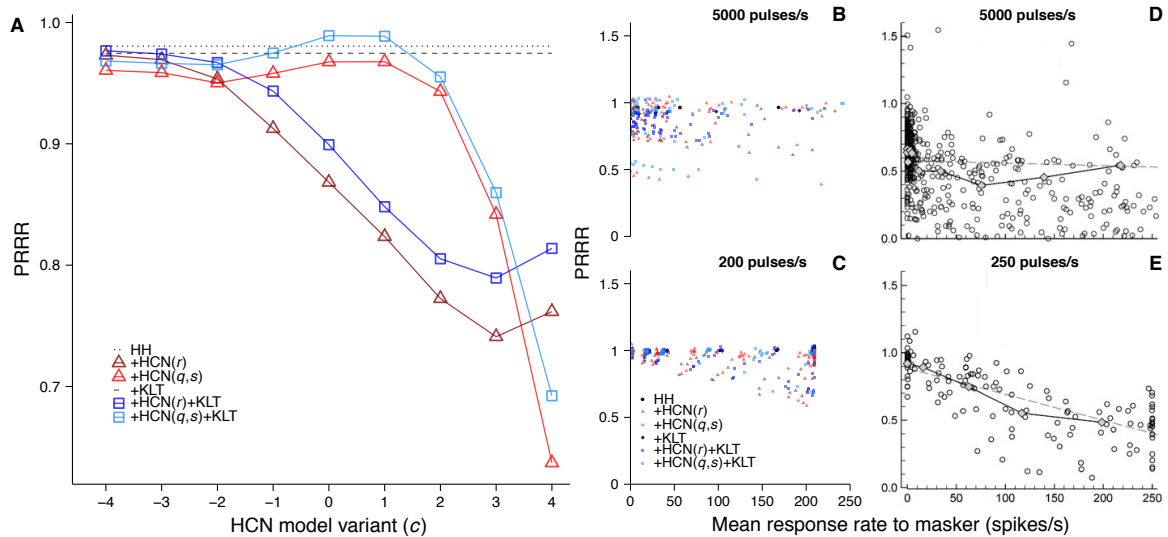 A
PRRR
1.0
0.9
0.8
0.7
HH
+HCN(r)
+HCN(q,s)
+KLT
+HCN(r)+KLT
+HCN(q,s)+KLT
−4 −3 −2 −1 0 1 2 3 4
HCN model variant (c)
5000 pulses/s B
1.5
1
0.5
0
PRRR
200 pulses/s C
1.5
1
0.5
0
HH
+HCN(r)
+HCN(q,s)
+KLT
+HCN(r)+KLT
+HCN(q,s)+KLT
0 50 100 150 200 250
5000 pulses/s D
1.5
1.0
0.5
0.0
250 pulses/s E
1.5
1.0
0.5
0.0
0 50 100 150 200 250
Mean response rate to masker (spikes/s)